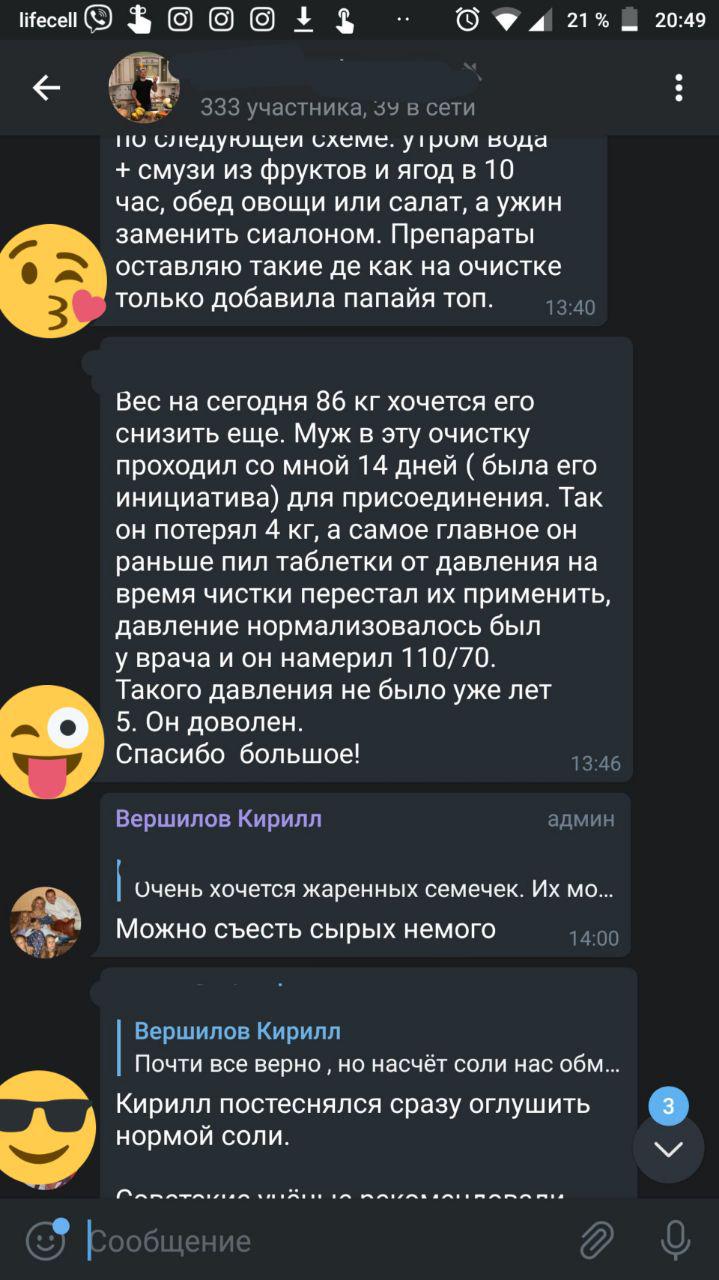 lifecell 21 % 20:49
333 участника, 39 в сети
по следующей схеме. утром вода
+ смузи из фруктов и ягод в 10
час, обед овощи или салат, а ужин
заменить сиалоном. Препараты
оставляю такие де как на очистке
только добавила папайя топ. 13:40
Вес на сегодня 86 кг хочется его
снизить еще. Муж в эту очистку
проходил со мной 14 дней ( была его
инициатива) для присоединения. Так
он потерял 4 кг, а самое главное он
раньше пил таблетки от давления на
время чистки перестал их применить,
давление нормализовалось был
у врача и он намерил 110/70.
Такого давления не было уже лет
5. Он доволен.
Спасибо большое! 13:46
Вершилов Кирилл админ
Очень хочется жаренных семечек. Их мо...
Можно съесть сырых немого 14:00
Вершилов Кирилл
Почти все верно , но насчёт соли нас обм...
Кирилл постеснялся сразу оглушить
нормой соли. 3
Советские учёные рекомендовали
Сообщение